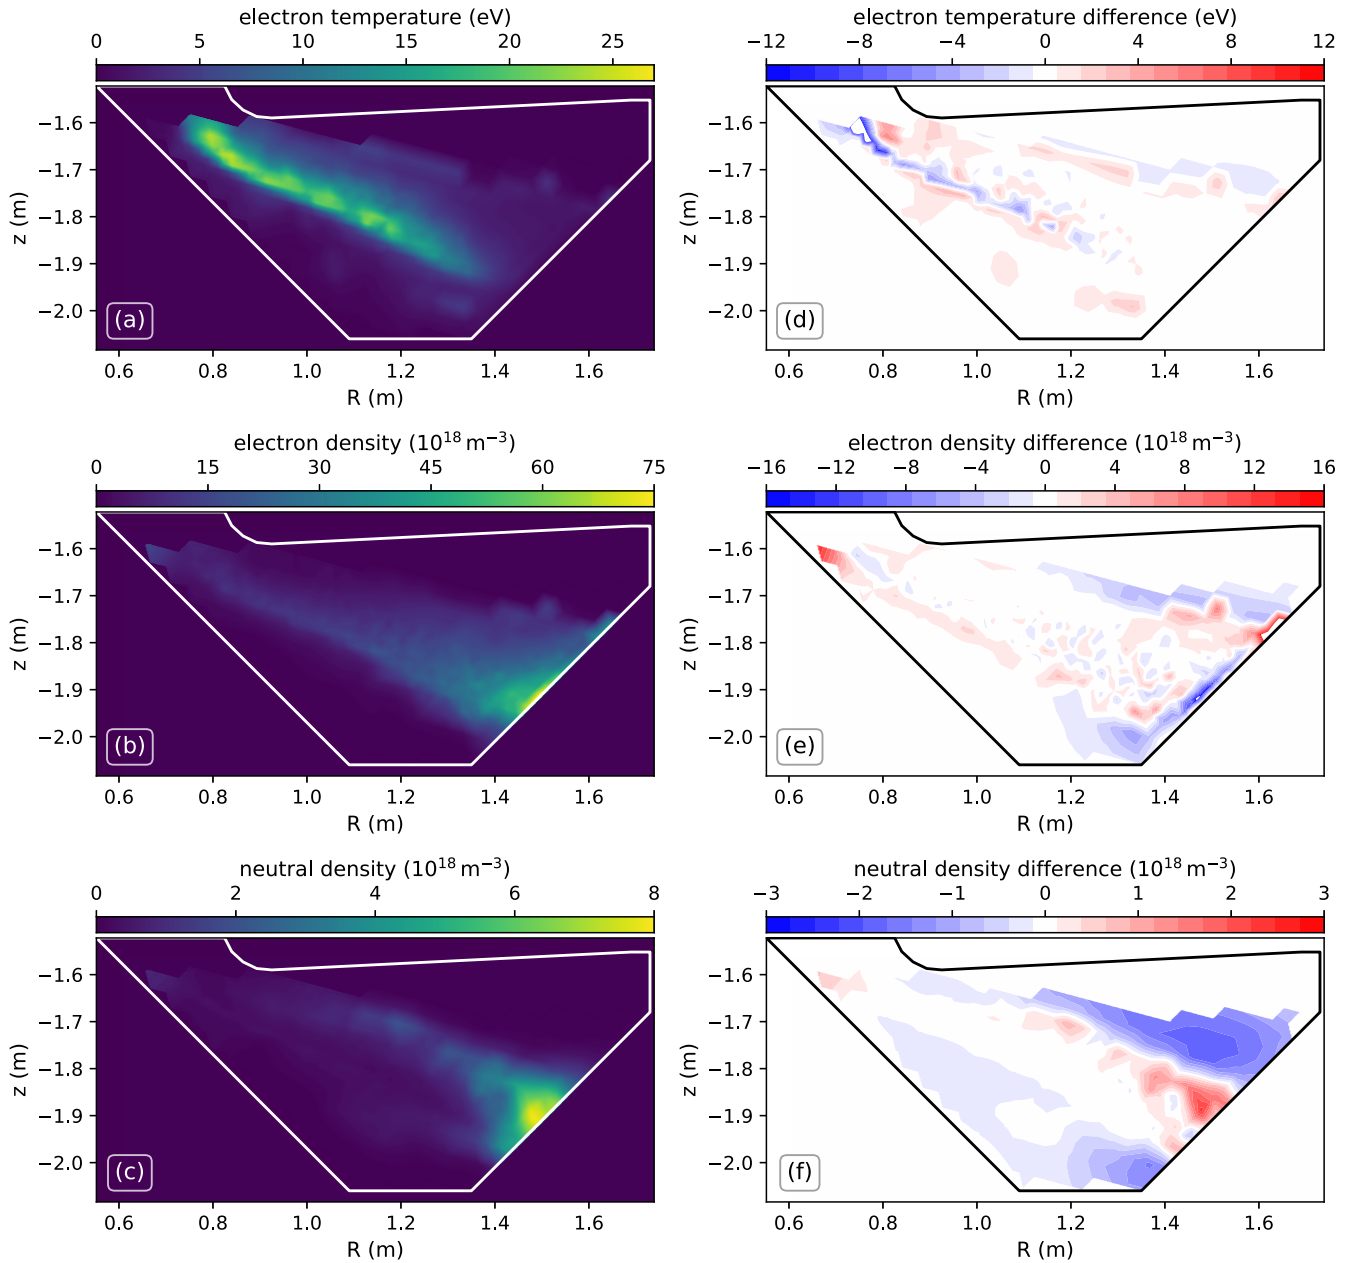 electron temperature (eV)
0 5 10 15 20 25
−1.6
−1.7
−1.8
−1.9
−2.0
z (m)
(a)
0.6 0.8 1.0 1.2 1.4 1.6
R (m)
electron temperature difference (eV)
−12 −8 −4 0 4 8 12
−1.6
−1.7
−1.8
−1.9
−2.0
z (m)
(d)
0.6 0.8 1.0 1.2 1.4 1.6
R (m)
electron density (10¹⁸ m⁻³)
0 15 30 45 60 75
−1.6
−1.7
−1.8
−1.9
−2.0
z (m)
(b)
0.6 0.8 1.0 1.2 1.4 1.6
R (m)
electron density difference (10¹⁸ m⁻³)
−16 −12 −8 −4 0 4 8 12 16
−1.6
−1.7
−1.8
−1.9
−2.0
z (m)
(e)
0.6 0.8 1.0 1.2 1.4 1.6
R (m)
neutral density (10¹⁸ m⁻³)
0 2 4 6 8
−1.6
−1.7
−1.8
−1.9
−2.0
z (m)
(c)
0.6 0.8 1.0 1.2 1.4 1.6
R (m)
neutral density difference (10¹⁸ m⁻³)
−3 −2 −1 0 1 2 3
−1.6
−1.7
−1.8
−1.9
−2.0
z (m)
(f)
0.6 0.8 1.0 1.2 1.4 1.6
R (m)